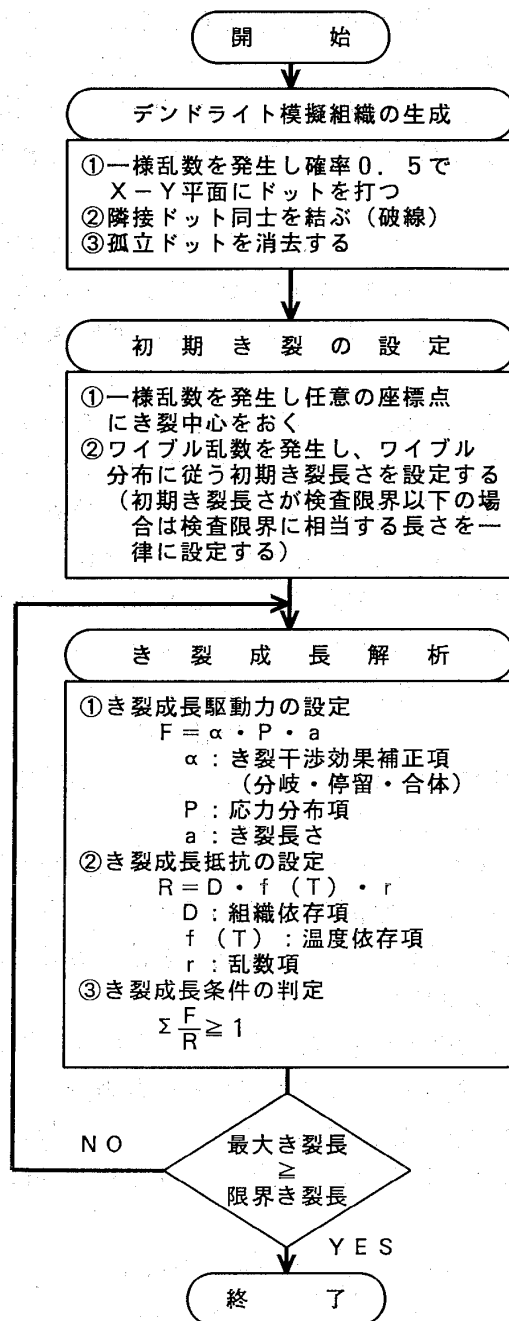 開 始
デンドライト模擬組織の生成
①一様乱数を発生し確率0.5で
X-Y平面にドットを打つ
②隣接ドット同士を結ぶ(破線)
③孤立ドットを消去する
初期き裂の設定
①一様乱数を発生し任意の座標点
にき裂中心をおく
②ワイブル乱数を発生し、ワイブル
分布に従う初期き裂長さを設定する
(初期き裂長さが検査限界以下の場
合は検査限界に相当する長さを一
律に設定する)
き裂成長解析
①き裂成長駆動力の設定
F=α・P・a
α:き裂干渉効果補正項
(分岐・停留・合体)
P:応力分布項
a:き裂長さ
②き裂成長抵抗の設定
R=D・f(T)・r
D:組織依存項
f(T):温度依存項
r:乱数項
③き裂成長条件の判定
Σ F/R ≧1
NO
最大き裂長
≧
限界き裂長
YES
終 了